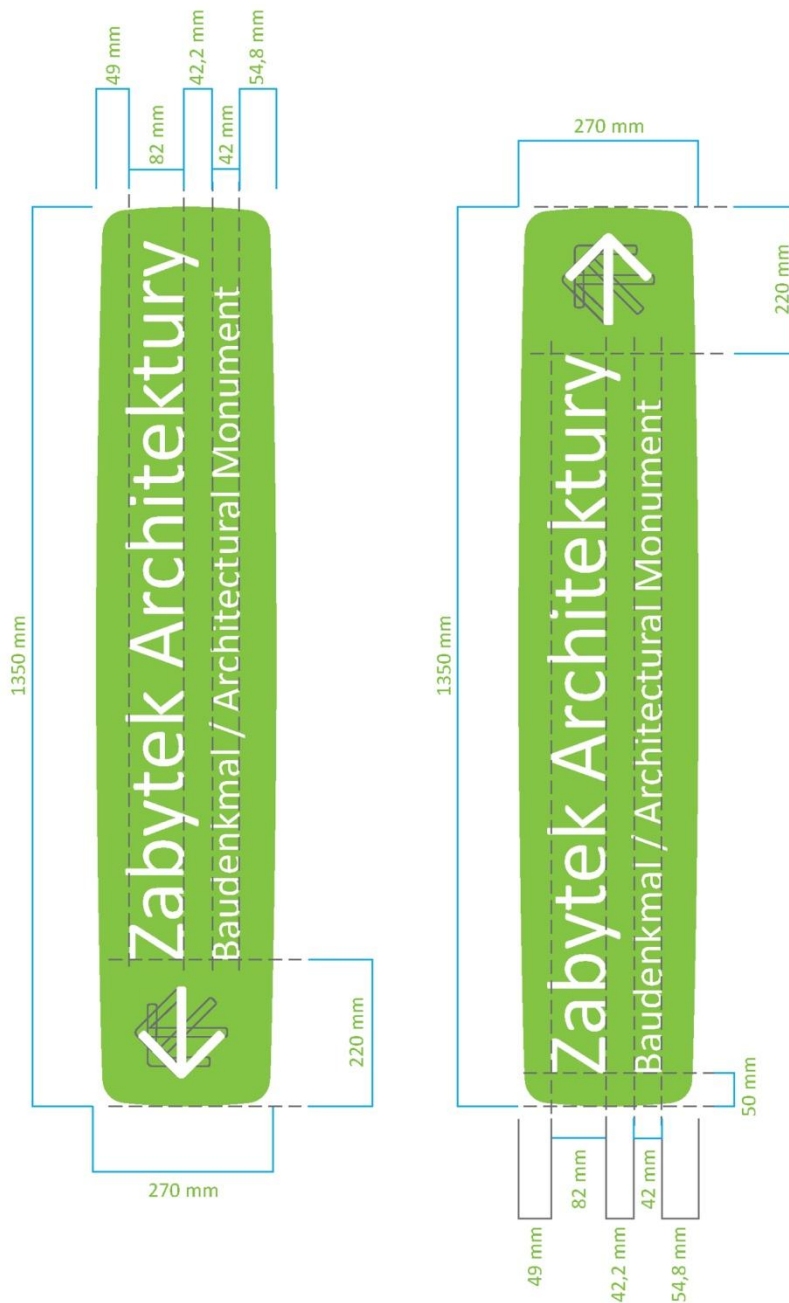 49 mm
82 mm
42,2 mm
42 mm
54,8 mm
1350 mm
Zabytek Architektury
Baudenkmal / Architectural Monument
220 mm
270 mm
270 mm
220 mm
1350 mm
Zabytek Architektury
Baudenkmal / Architectural Monument
50 mm
49 mm
82 mm
42,2 mm
42 mm
54,8 mm